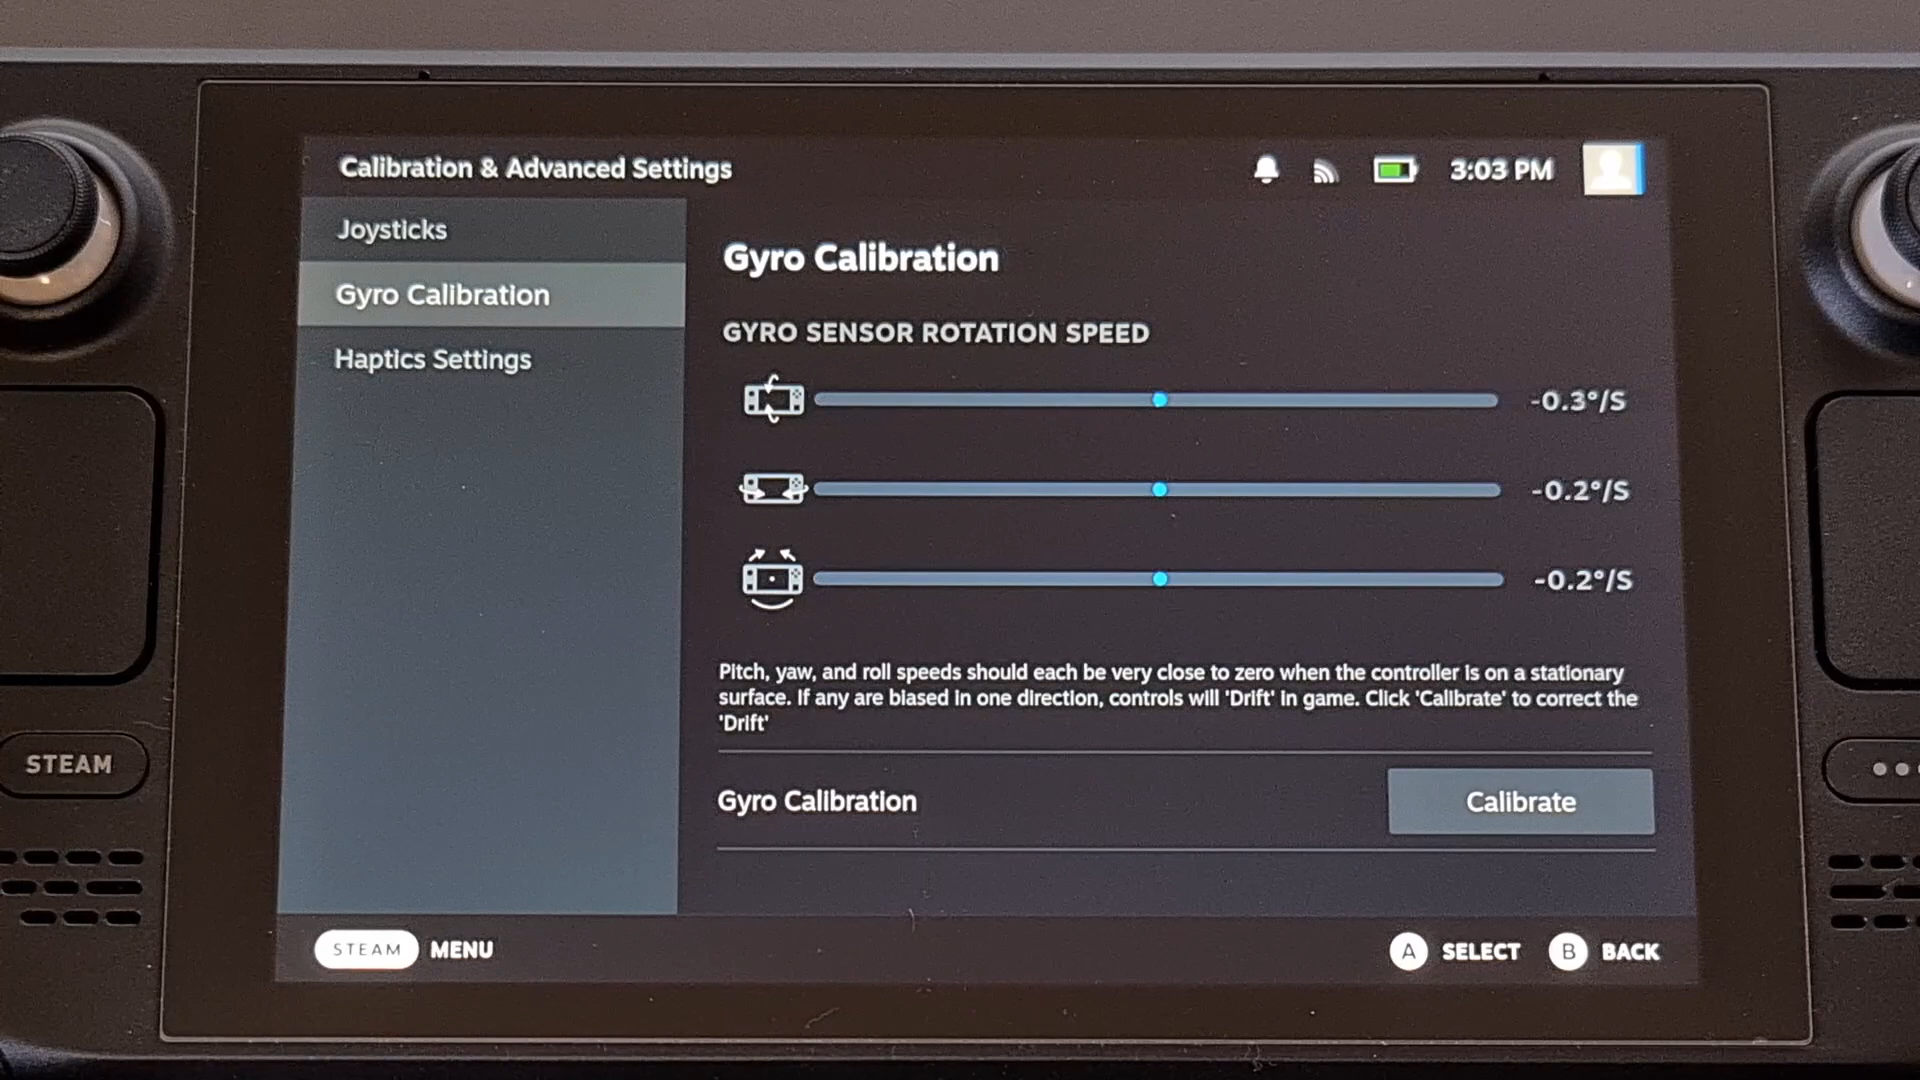 Calibration & Advanced Settings
3:03 PM
Joysticks
Gyro Calibration
Haptics Settings
Gyro Calibration
GYRO SENSOR ROTATION SPEED
-0.3°/S
-0.2°/S
-0.2°/S
Pitch, yaw, and roll speeds should each be very close to zero when the controller is on a stationary
surface. If any are biased in one direction, controls will 'Drift' in game. Click 'Calibrate' to correct the
'Drift'
Gyro Calibration
Calibrate
STEAM
STEAM MENU
A SELECT B BACK